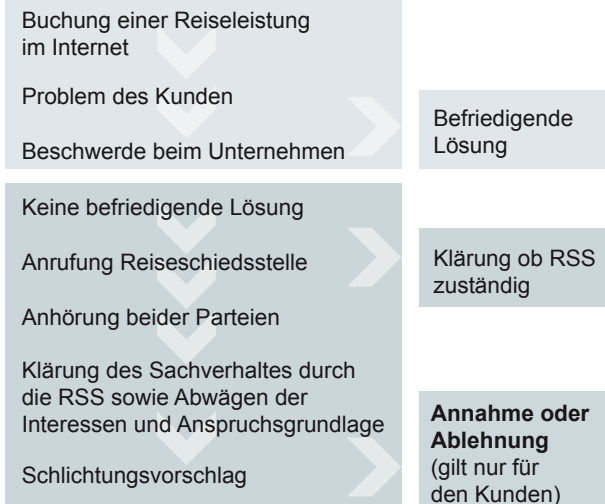 Buchung einer Reiseleistung
im Internet
Problem des Kunden
Beschwerde beim Unternehmen
Befriedigende
Lösung
Keine befriedigende Lösung
Anrufung Reiseschiedsstelle
Klärung ob RSS
zuständig
Anhörung beider Parteien
Klärung des Sachverhaltes durch
die RSS sowie Abwägen der
Interessen und Anspruchsgrundlage
Schlichtungsvorschlag
Annahme oder
Ablehnung
(gilt nur für
den Kunden)